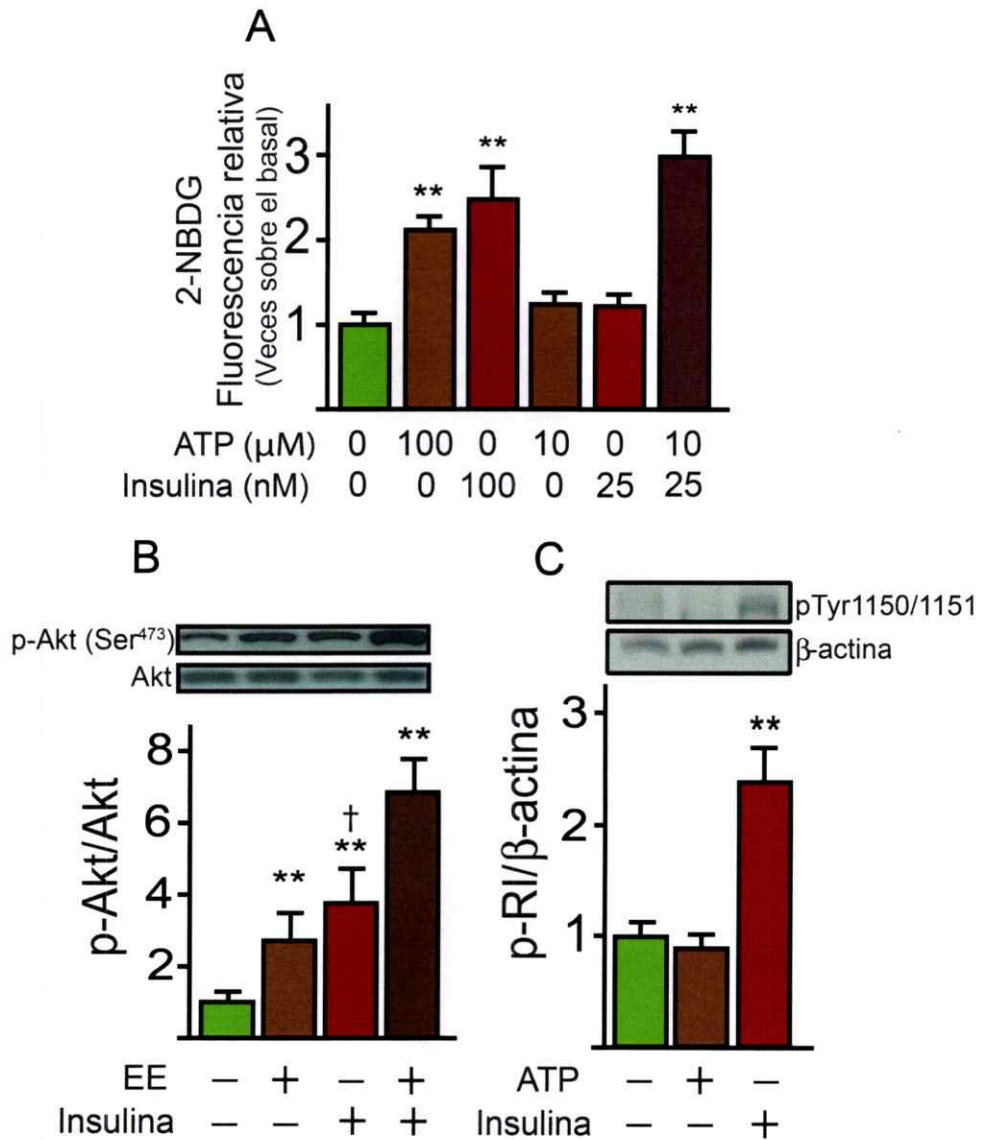 A
2-NBDG
Fluorescencia relativa
(Veces sobre el basal)
3
2
1
** ** **
ATP (µM) 0 100 0 10 0 10
Insulina (nM) 0 0 100 0 25 25
B
p-Akt (Ser⁴⁷³)
Akt
p-Akt/Akt
8
6
4
2
**
†
**
**
EE – + – +
Insulina – – + +
C
pTyr1150/1151
β-actina
p-RI/β-actina
3
2
1
**
ATP – + –
Insulina – – +